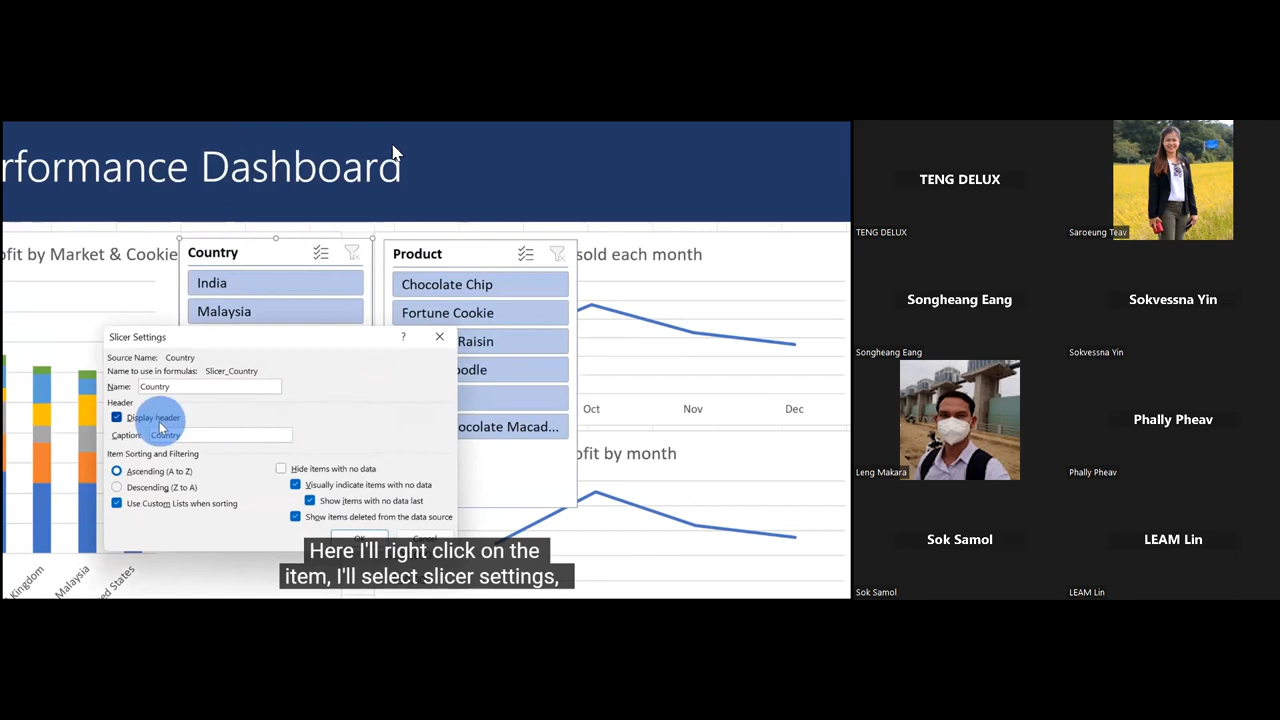 rformance Dashboard
ofit by Market & Cookie
Country
India
Malaysia
Product
Chocolate Chip
Fortune Cookie
Raisin
ocolate Macad...
sold each month
Oct
Nov
Dec
ofit by month
Slicer Settings
?
Source Name: Country
Name to use in formulas: Slicer_Country
Name: Country
Header
Display header
Caption: Country
Item Sorting and Filtering
Ascending (A to Z)
Descending (Z to A)
Use Custom Lists when sorting
Hide items with no data
Visually indicate items with no data
Show items with no data last
Show items deleted from the data source
Here I'll right click on the
item, I'll select slicer settings,
Kingdom
Malaysia
ed States
TENG DELUX
TENG DELUX
Saroeung Teav
Songheang Eang
Songheang Eang
Sokvessna Yin
Sokvessna Yin
Leng Makara
Phally Pheav
Phally Pheav
Sok Samol
Sok Samol
LEAM Lin
LEAM Lin